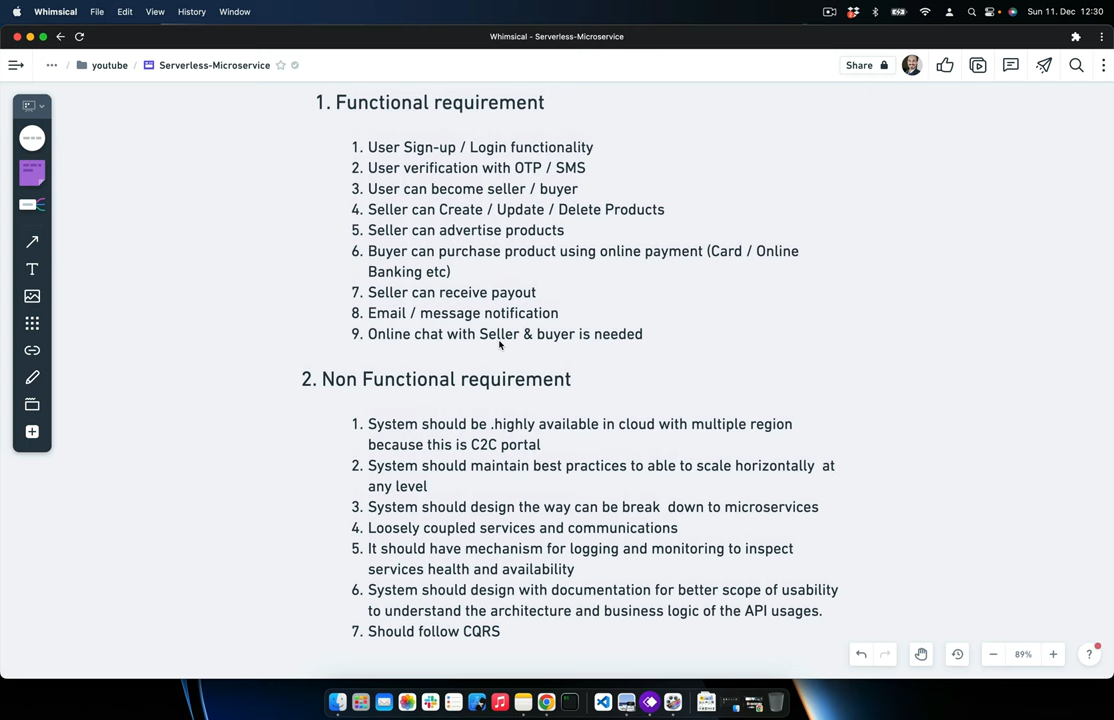 Whimsical File Edit View History Window Sun 11. Dec 12:30
Whimsical - Serverless-Microservice
... / youtube / Serverless-Microservice Share
1. Functional requirement
1. User Sign-up / Login functionality
2. User verification with OTP / SMS
3. User can become seller / buyer
4. Seller can Create / Update / Delete Products
5. Seller can advertise products
6. Buyer can purchase product using online payment (Card / Online
Banking etc)
7. Seller can receive payout
8. Email / message notification
9. Online chat with Seller & buyer is needed
2. Non Functional requirement
1. System should be .highly available in cloud with multiple region
because this is C2C portal
2. System should maintain best practices to able to scale horizontally at
any level
3. System should design the way can be break down to microservices
4. Loosely coupled services and communications
5. It should have mechanism for logging and monitoring to inspect
services health and availability
6. System should design with documentation for better scope of usability
to understand the architecture and business logic of the API usages.
7. Should follow CQRS
89%